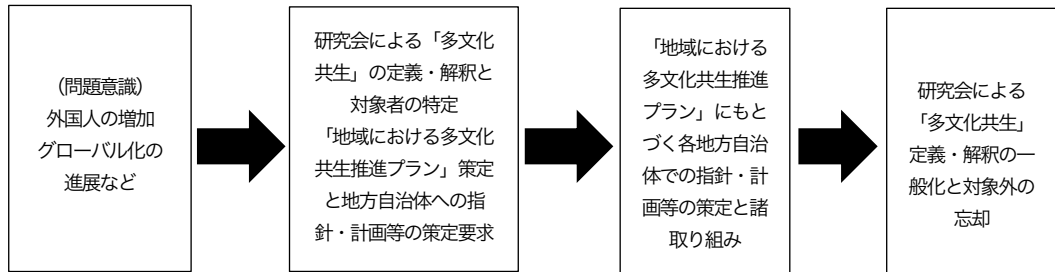 (問題意識)
外国人の増加
グローバル化の
進展など
研究会による「多文化
共生」の定義・解釈と
対象者の特定
「地域における多文化
共生推進プラン」策定
と地方自治体への指
針・計画等の策定要求
「地域における
多文化共生推進
プラン」にもと
づく各地方自治
体での指針・計
画等の策定と諸
取り組み
研究会による
「多文化共生」
定義・解釈の一
般化と対象外の
忘却